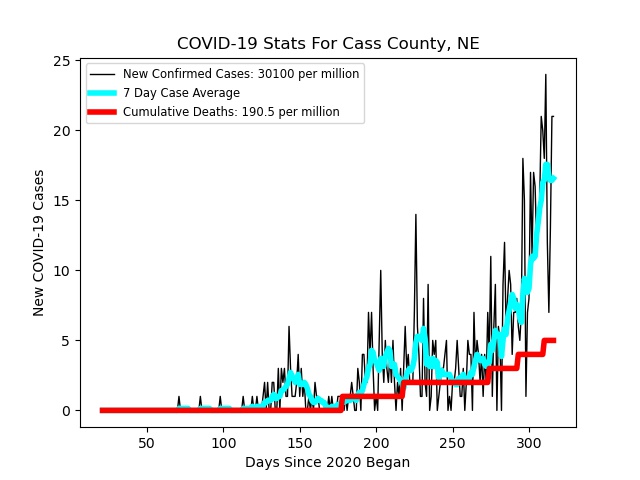 COVID-19 Stats For Cass County, NE
New Confirmed Cases: 30100 per million
7 Day Case Average
Cumulative Deaths: 190.5 per million
New COVID-19 Cases
25
20
15
10
5
0
50 100 150 200 250 300
Days Since 2020 Began